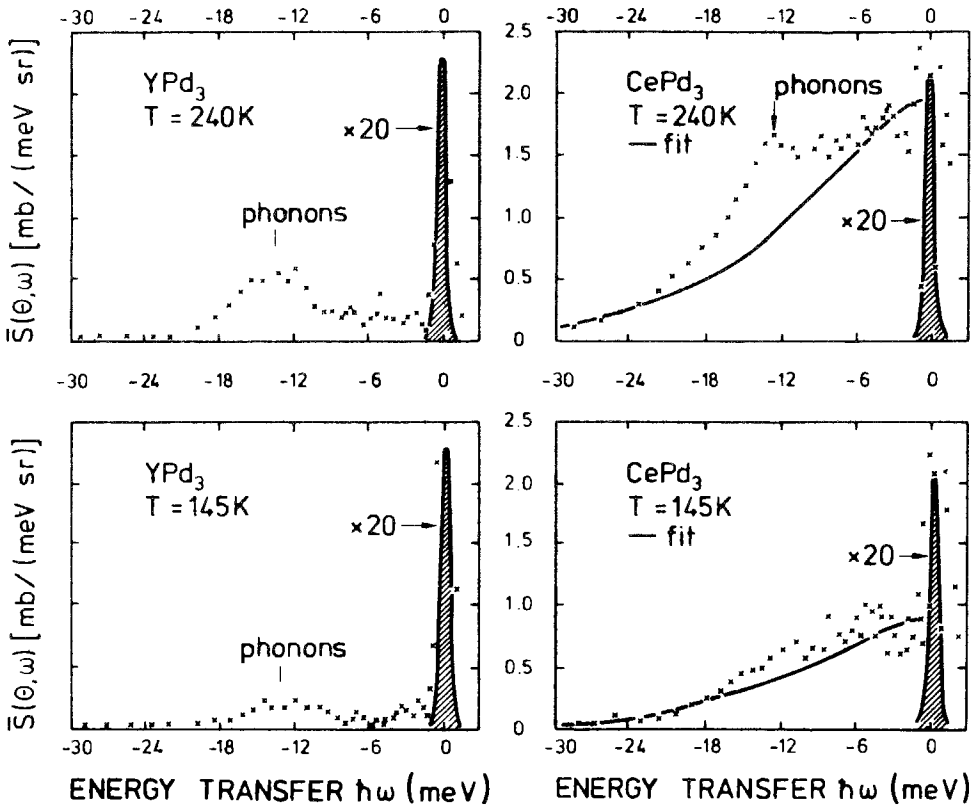 -30 -24 -18 -12 -6 0
-30 -24 -18 -12 -6 0
S̅(Θ,ω) [mb/(meV sr)]
YPd₃
T = 240K
×20
phonons
CePd₃
T = 240K
— fit
phonons
×20
2.5
2.0
1.5
1.0
0.5
0
-30 -24 -18 -12 -6 0
-30 -24 -18 -12 -6 0
S̅(Θ,ω) [mb/(meV sr)]
YPd₃
T = 145K
×20
phonons
CePd₃
T = 145K
— fit
×20
2.5
2.0
1.5
1.0
0.5
0
-30 -24 -18 -12 -6 0
-30 -24 -18 -12 -6 0
ENERGY TRANSFER ħω (meV)
ENERGY TRANSFER ħω (meV)